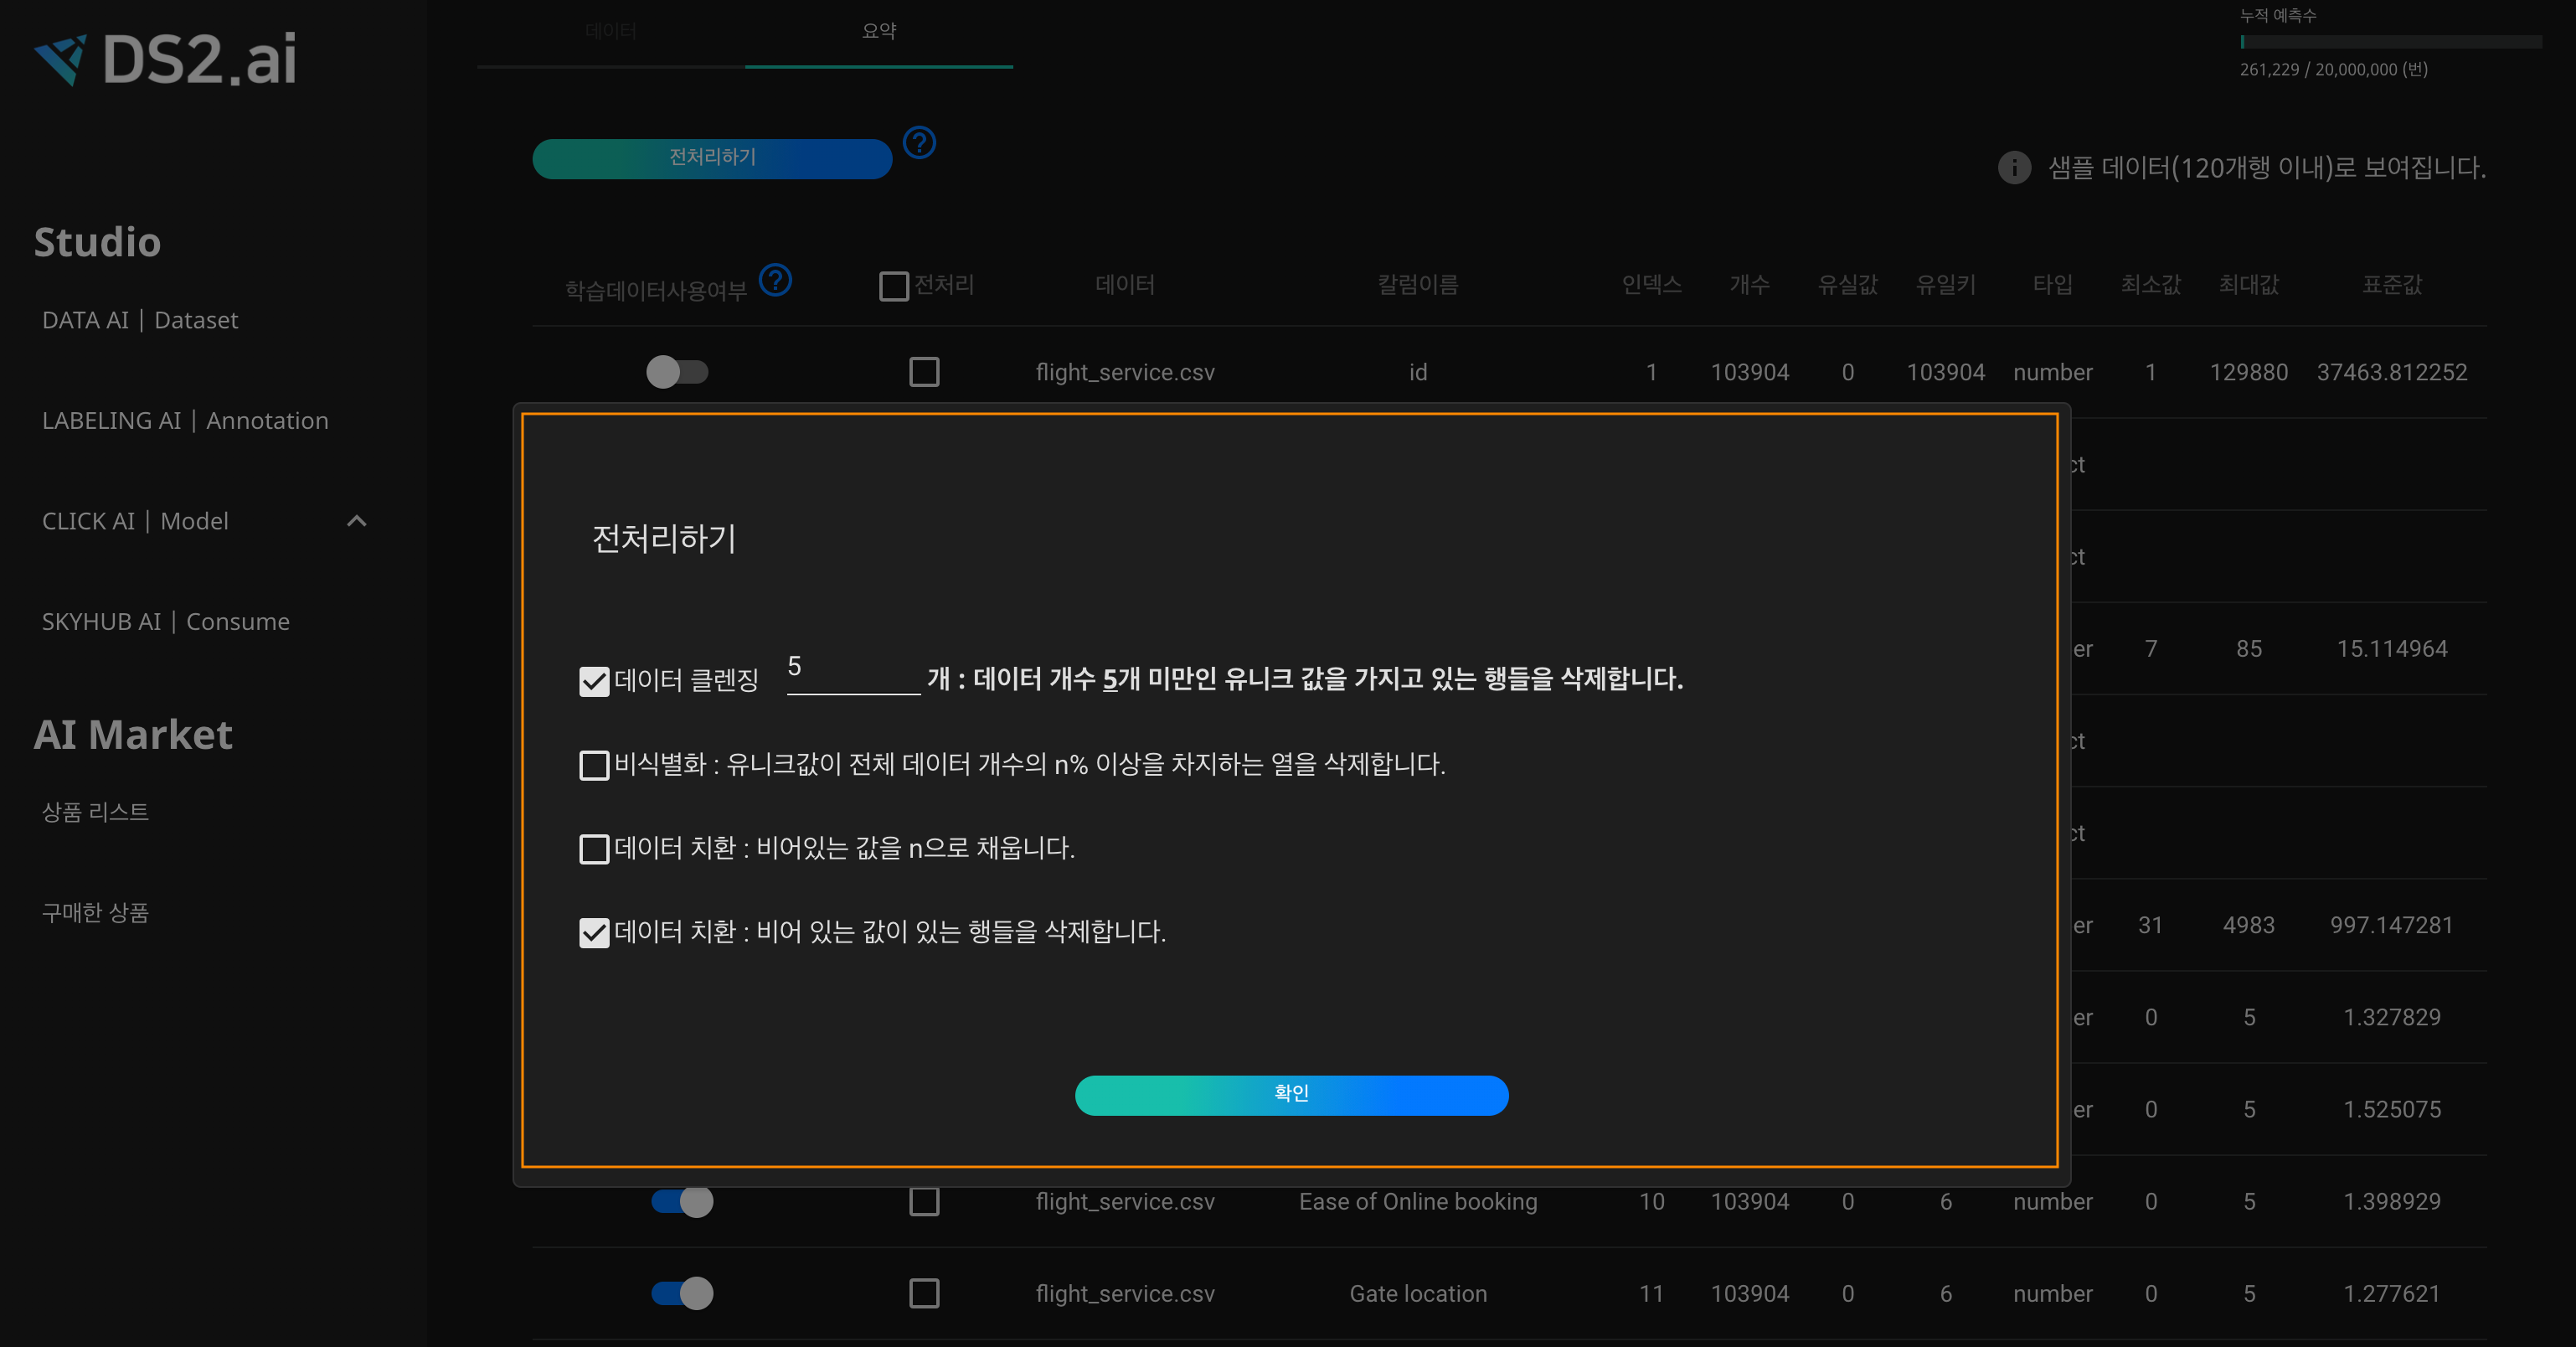 DS2.ai
데이터
요약
누적 예측수
261,229 / 20,000,000 (번)
전처리하기
?
i 샘플 데이터(120개행 이내)로 보여집니다.
Studio
DATA AI | Dataset
LABELING AI | Annotation
CLICK AI | Model
SKYHUB AI | Consume
AI Market
상품 리스트
구매한 상품
학습데이터사용여부 ? 전처리 데이터 칼럼이름 인덱스 개수 유실값 유일키 타입 최소값 최대값 표준값
flight_service.csv id 1 103904 0 103904 number 1 129880 37463.812252
ct
ct
er 7 85 15.114964
ct
ct
er 31 4983 997.147281
er 0 5 1.327829
er 0 5 1.525075
전처리하기
데이터 클렌징 5 개 : 데이터 개수 5개 미만인 유니크 값을 가지고 있는 행들을 삭제합니다.
비식별화 : 유니크값이 전체 데이터 개수의 n% 이상을 차지하는 열을 삭제합니다.
데이터 치환 : 비어있는 값을 n으로 채웁니다.
데이터 치환 : 비어 있는 값이 있는 행들을 삭제합니다.
확인
flight_service.csv Ease of Online booking 10 103904 0 6 number 0 5 1.398929
flight_service.csv Gate location 11 103904 0 6 number 0 5 1.277621